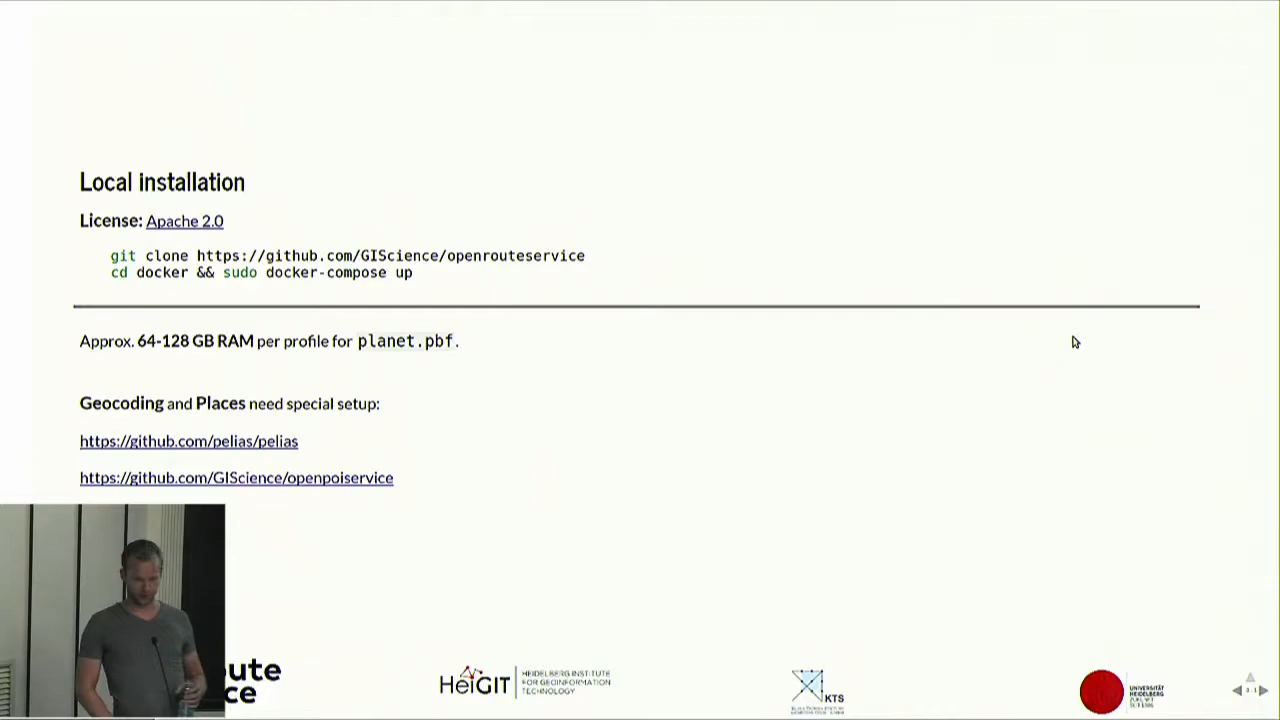 Local installation
License: Apache 2.0
git clone https://github.com/GIScience/openrouteservice
cd docker && sudo docker-compose up
Approx. 64-128 GB RAM per profile for planet.pbf.
Geocoding and Places need special setup:
https://github.com/pelias/pelias
https://github.com/GIScience/openpoiservice
ute
ce
HeiGIT
HEIDELBERG INSTITUTE
FOR GEOINFORMATION
TECHNOLOGY
KTS
UNIVERSITÄT
HEIDELBERG